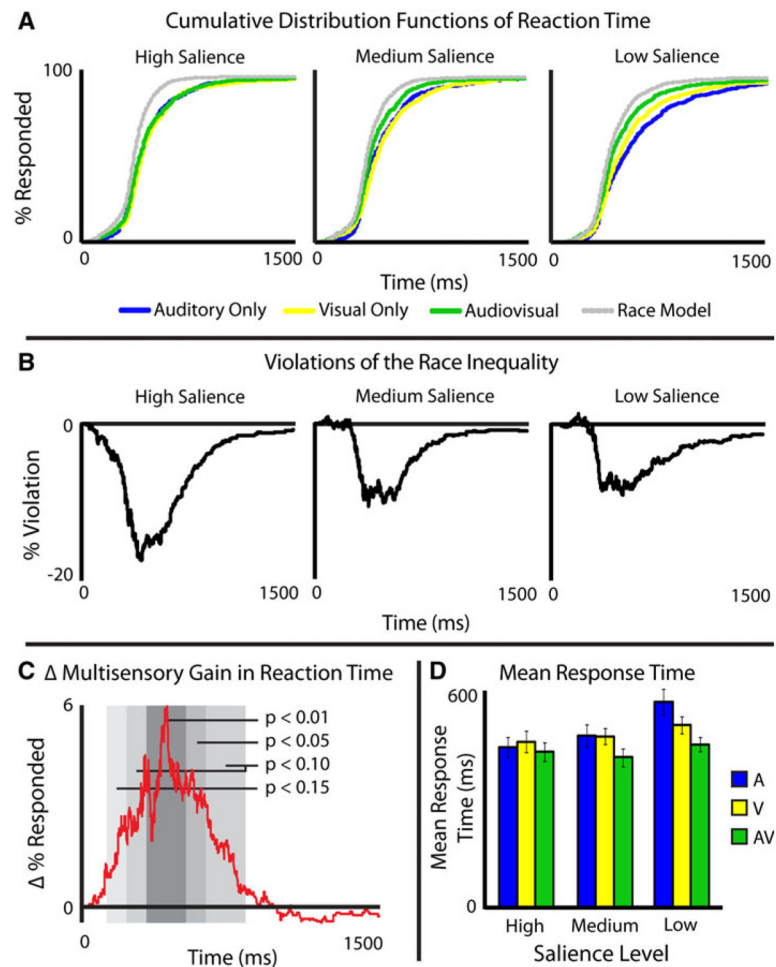 A Cumulative Distribution Functions of Reaction Time
High Salience Medium Salience Low Salience
100
% Responded
0
0 1500 0 1500 0 1500
Time (ms)
Auditory Only Visual Only Audiovisual Race Model
B Violations of the Race Inequality
High Salience Medium Salience Low Salience
0
% Violation
-20
0 1500 0 1500 0 1500
Time (ms)
C Δ Multisensory Gain in Reaction Time
6
p < 0.01
p < 0.05
p < 0.10
p < 0.15
Δ % Responded
0
0 1500
Time (ms)
D Mean Response Time
600
Mean Response
Time (ms)
0
A
V
AV
High Medium Low
Salience Level